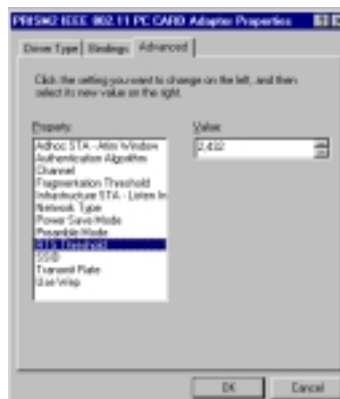 PRISM2 IEEE 802.11 PC CARD Adapter Properties
Driver Type
Bindings
Advanced
Click the setting you want to change on the left, and then
select its new value on the right.
Property:
Value:
Adhoc STA - Atim Window
2,432
Authentication Algorithm
Channel
Fragmentation Threshold
Infrastructure STA - Listen In
Network Type
Power Save Mode
Preamble Mode
RTS Threshold
SSID
Transmit Rate
Use Wep
OK
Cancel